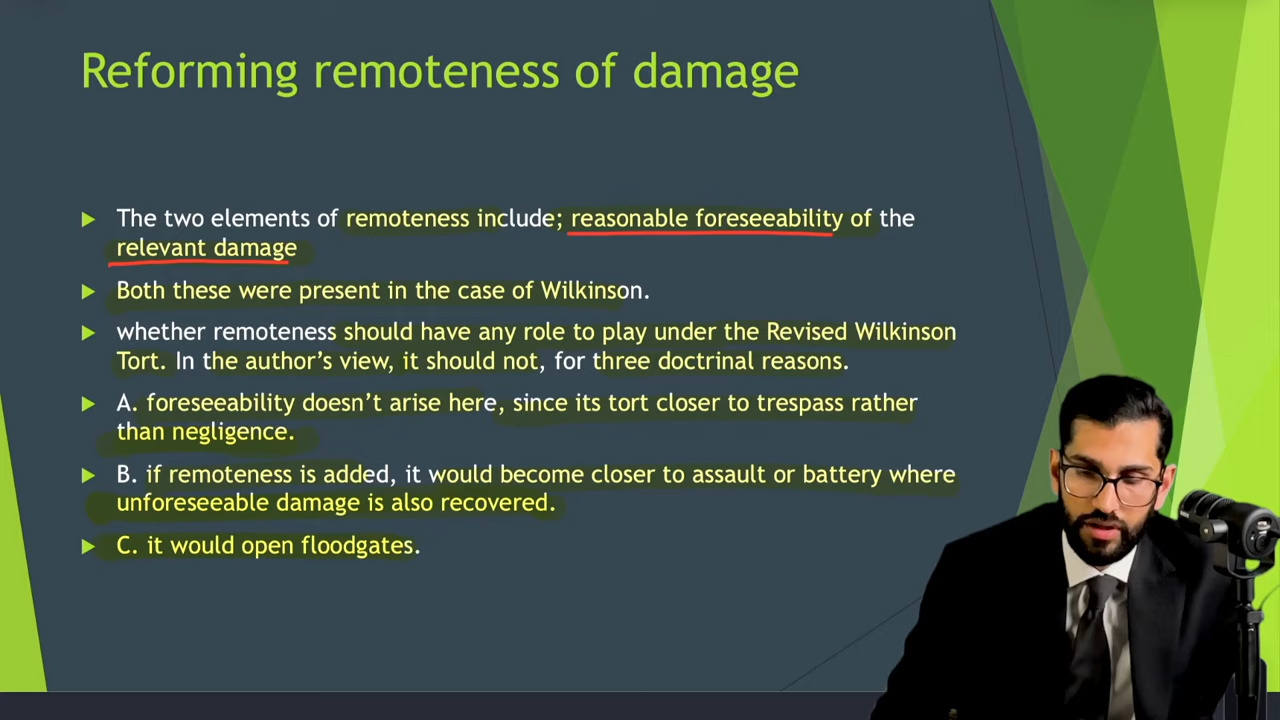 Reforming remoteness of damage
The two elements of remoteness include; reasonable foreseeability of the
relevant damage
Both these were present in the case of Wilkinson.
whether remoteness should have any role to play under the Revised Wilkinson
Tort. In the author's view, it should not, for three doctrinal reasons.
A. foreseeability doesn't arise here, since its tort closer to trespass rather
than negligence.
B. if remoteness is added, it would become closer to assault or battery where
unforeseeable damage is also recovered.
C. it would open floodgates.